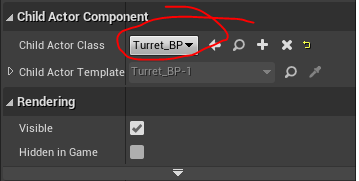 Child Actor Component
Child Actor Class Turret_BP
Child Actor Template Turret_BP-1
Rendering
Visible
Hidden in Game